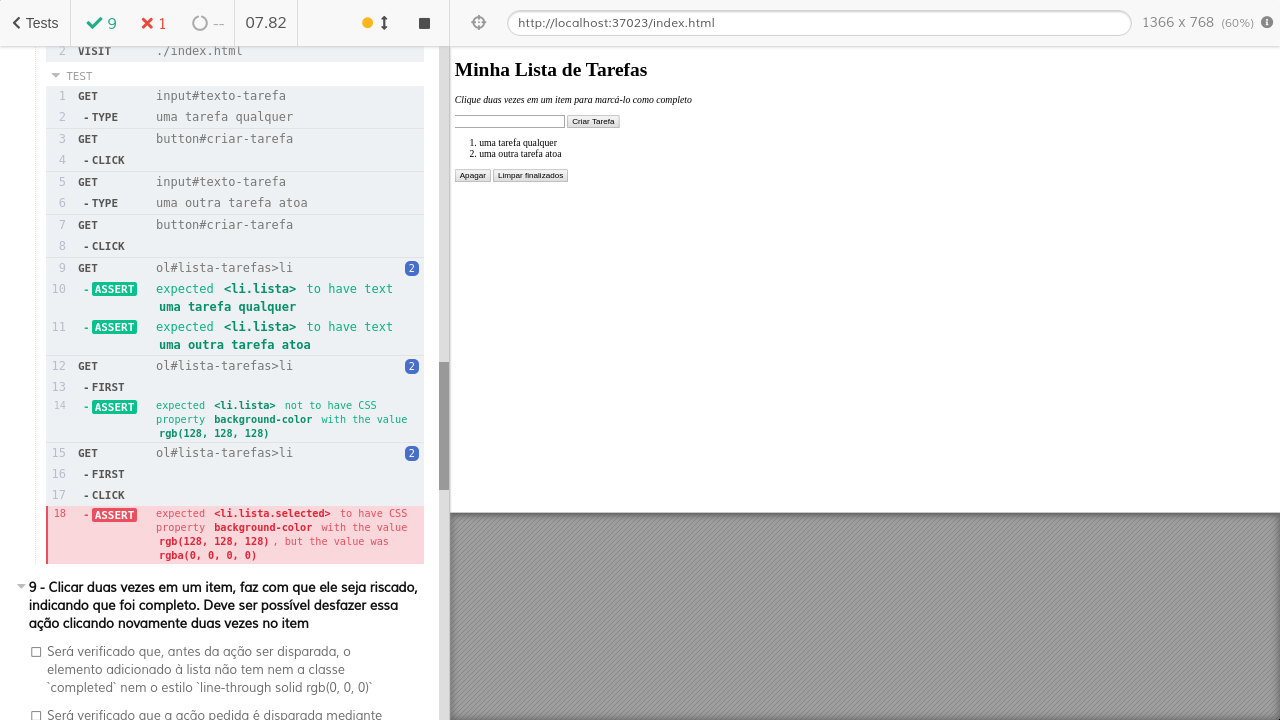 Tests
9
1
--
07.82
http://localhost:37023/index.html
1366 x 768 (60%)
2 VISIT ./index.html
TEST
1 GET input#texto-tarefa
2 -TYPE uma tarefa qualquer
3 GET button#criar-tarefa
4 -CLICK
5 GET input#texto-tarefa
6 -TYPE uma outra tarefa atoa
7 GET button#criar-tarefa
8 -CLICK
9 GET ol#lista-tarefas>li 2
10 -ASSERT expected <li.lista> to have text
uma tarefa qualquer
11 -ASSERT expected <li.lista> to have text
uma outra tarefa atoa
12 GET ol#lista-tarefas>li 2
13 -FIRST
14 -ASSERT expected <li.lista> not to have CSS
property background-color with the value
rgb(128, 128, 128)
15 GET ol#lista-tarefas>li 2
16 -FIRST
17 -CLICK
18 -ASSERT expected <li.lista.selected> to have CSS
property background-color with the value
rgb(128, 128, 128), but the value was
rgba(0, 0, 0, 0)
9 - Clicar duas vezes em um item, faz com que ele seja riscado,
indicando que foi completo. Deve ser possível desfazer essa
ação clicando novamente duas vezes no item
Será verificado que, antes da ação ser disparada, o
elemento adicionado à lista não tem nem a classe
`completed` nem o estilo `line-through solid rgb(0, 0, 0)`
Será verificado que a ação pedida é disparada mediante
Minha Lista de Tarefas
Clique duas vezes em um item para marcá-lo como completo
Criar Tarefa
1. uma tarefa qualquer
2. uma outra tarefa atoa
Apagar Limpar finalizados